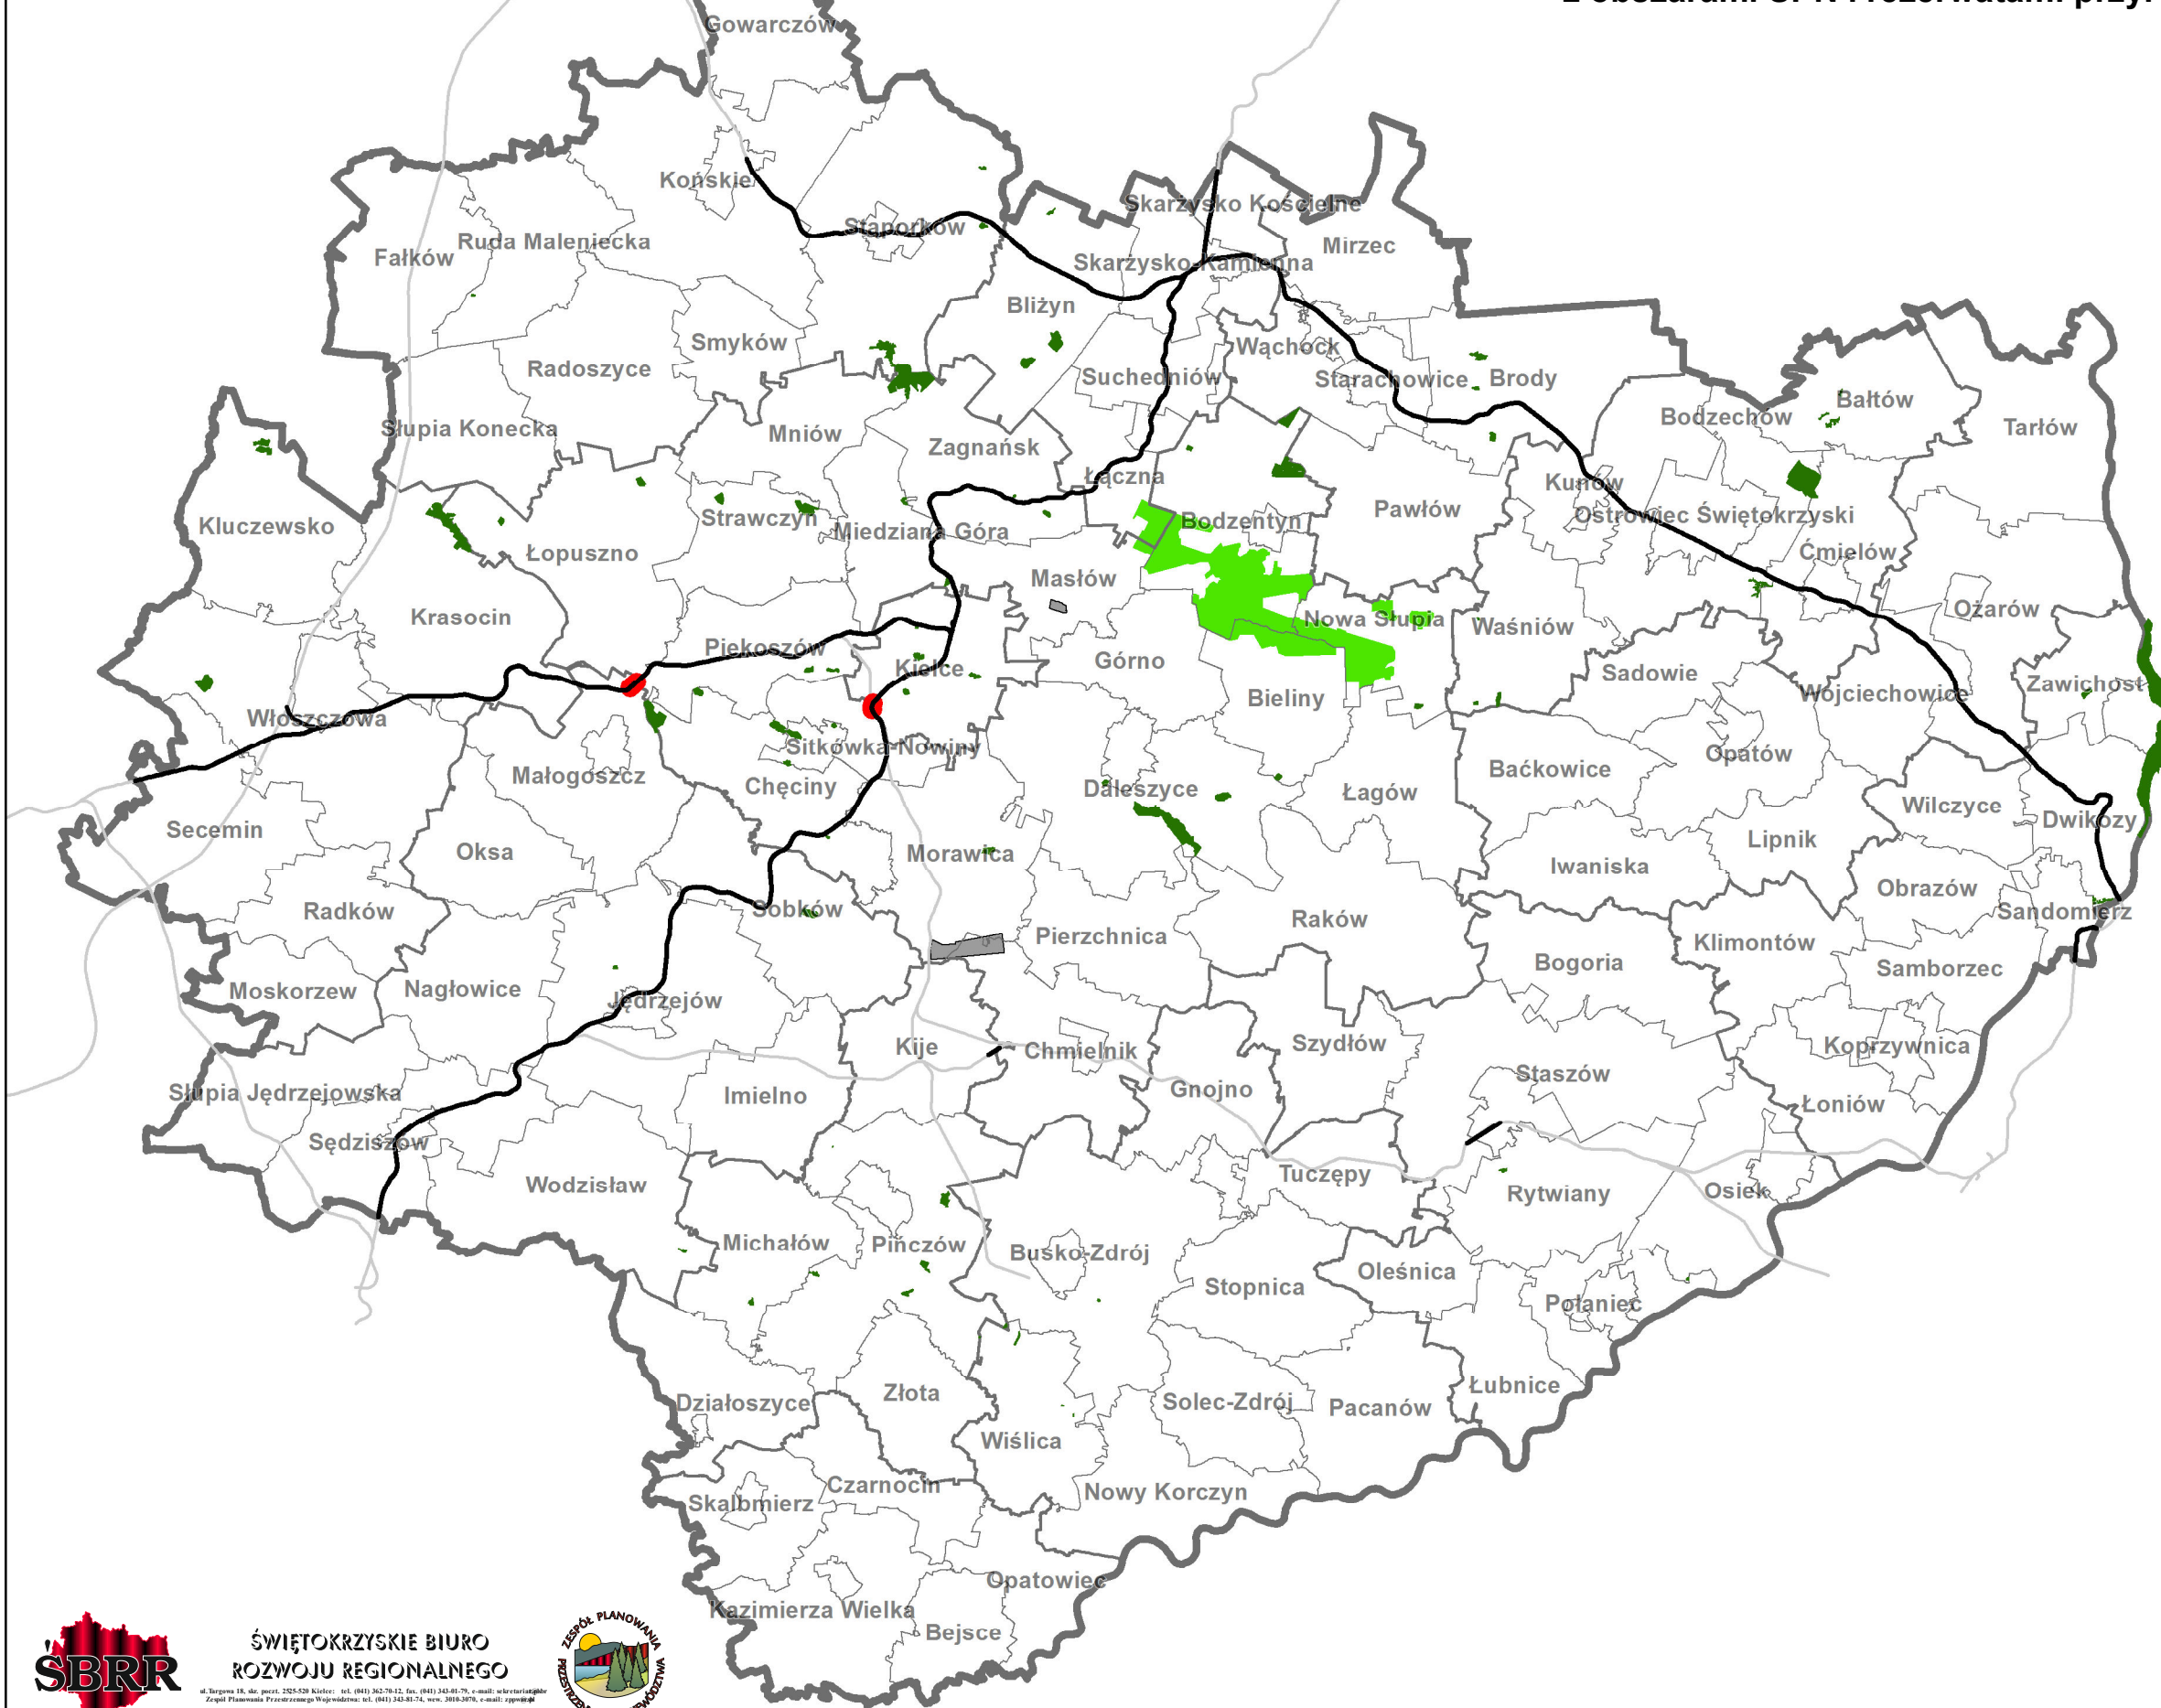 Gowarczów
Końskie
Skarżysko Kościelne
Stąporków
Ruda Maleniecka
Mirzec
Fałków
Skarżysko-Kamienna
Bliżyn
Smyków
Wąchock
Radoszyce
Suchedniów
Starachowice
Brody
Bałtów
Bodzechów
Słupia Konecka
Mniów
Tarłów
Zagnańsk
Łączna
Kunów
Pawłów
Strawczyn
Ostrowiec Świętokrzyski
Bodzentyn
Kluczewsko
Miedziana Góra
Łopuszno
Ćmielów
Masłów
Ożarów
Krasocin
Nowa Słupia
Waśniów
Piekoszów
Górno
Kielce
Sadowie
Zawichost
Wojciechowice
Bieliny
Włoszczowa
Sitkówka-Nowiny
Opatów
Baćkowice
Małogoszcz
Chęciny
Daleszyce
Łagów
Wilczyce
Dwikozy
Secemin
Lipnik
Oksa
Morawica
Iwaniska
Obrazów
Radków
Sobków
Sandomierz
Raków
Pierzchnica
Klimontów
Bogoria
Samborzec
Moskorzew
Nagłowice
Jędrzejów
Szydłów
Kije
Chmielnik
Koprzywnica
Staszów
Gnojno
Słupia Jędrzejowska
Imielno
Łoniów
Sędziszów
Tuczępy
Wodzisław
Rytwiany
Osiek
Michałów
Pińczów
Busko-Zdrój
Oleśnica
Stopnica
Połaniec
Łubnice
Złota
Działoszyce
Solec-Zdrój
Pacanów
Wiślica
Czarnocin
Nowy Korczyn
Skalbmierz
Opatowiec
Kazimierza Wielka
Bejsce
ŚBRR
ŚWIĘTOKRZYSKIE BIURO
ROZWOJU REGIONALNEGO
ZESPÓŁ PLANOWANIA